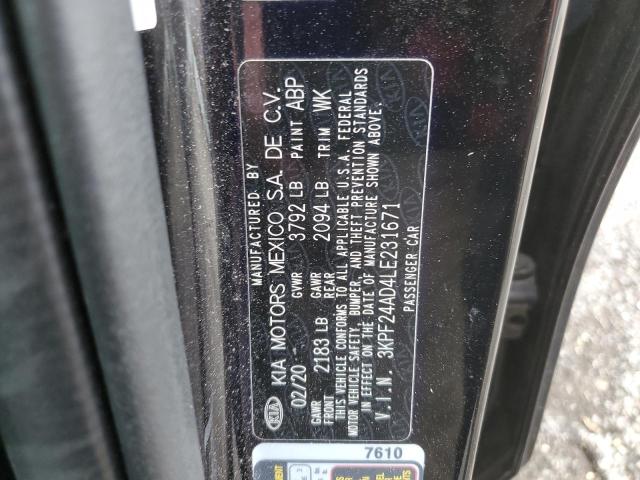 MANUFACTURED BY
KIA KIA MOTORS MEXICO S.A. DE C.V.
02/20 GVWR 3792 LB PAINT ABP
GAWR FRONT 2183 LB GAWR REAR 2094 LB TRIM WK
THIS VEHICLE CONFORMS TO ALL APPLICABLE U.S.A. FEDERAL
MOTOR VEHICLE SAFETY, BUMPER, AND THEFT PREVENTION STANDARDS
IN EFFECT ON THE DATE OF MANUFACTURE SHOWN ABOVE.
V.I.N. 3KPF24AD4LE231671
PASSENGER CAR
7610